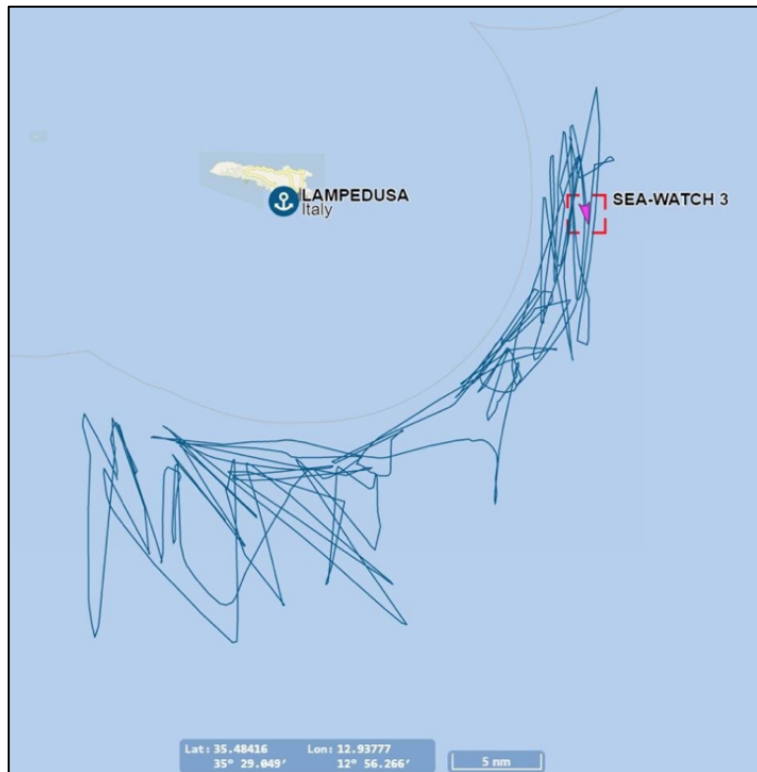 LAMPEDUSA
Italy
SEA-WATCH 3
Lat: 35.48416 Lon: 12.93777
35° 29.049' 12° 56.266'
5 nm